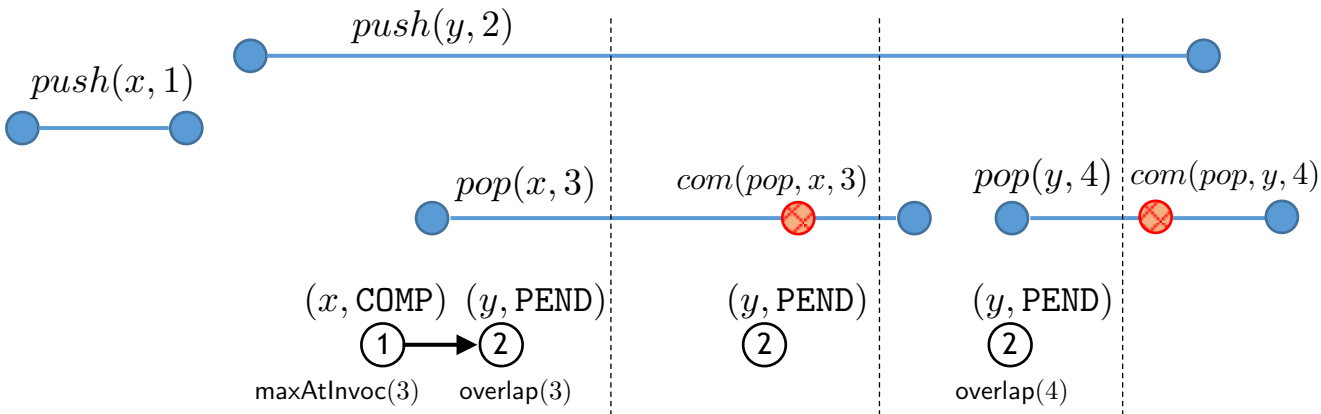 push(y, 2)
push(x, 1)
pop(x, 3)
com(pop, x, 3)
pop(y, 4)
com(pop, y, 4)
(x, COMP)
(y, PEND)
(y, PEND)
(y, PEND)
1
2
2
2
maxAtInvoc(3)
overlap(3)
overlap(4)